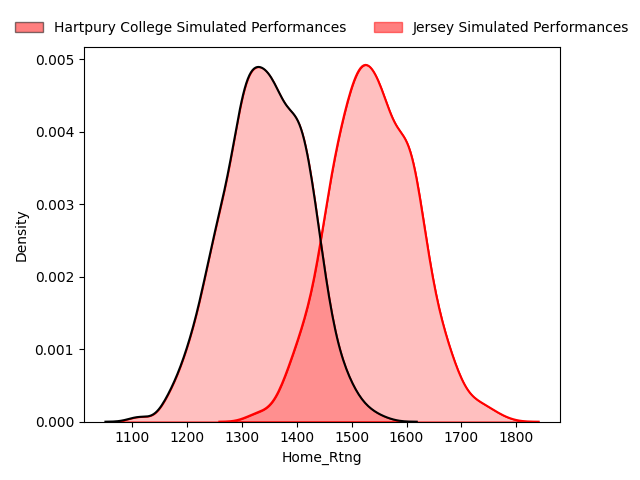 Hartpury College Simulated Performances Jersey Simulated Performances
0.005
0.004
0.003
0.002
0.001
0.000
Density
1100 1200 1300 1400 1500 1600 1700 1800
Home_Rtng